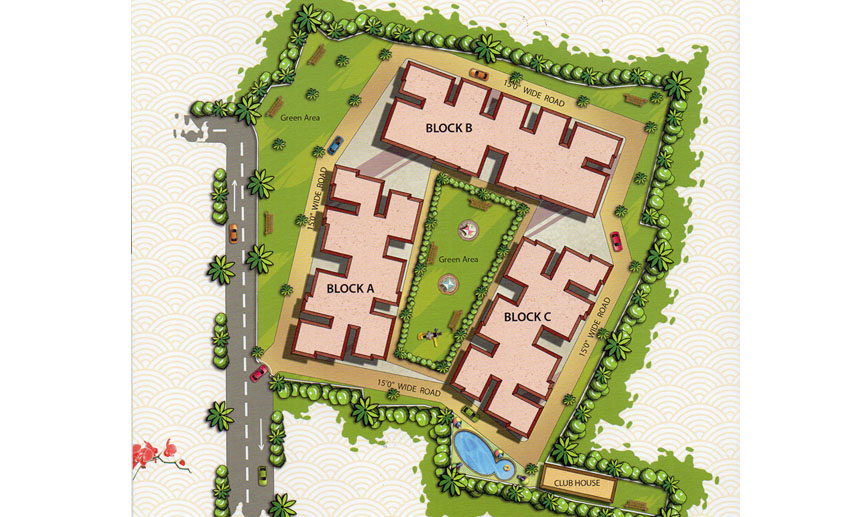 15'0" WIDE ROAD
BLOCK B
Green Area
15'0" WIDE ROAD
Green Area
BLOCK A
BLOCK C
15'0" WIDE ROAD
15'0" WIDE ROAD
CLUB HOUSE